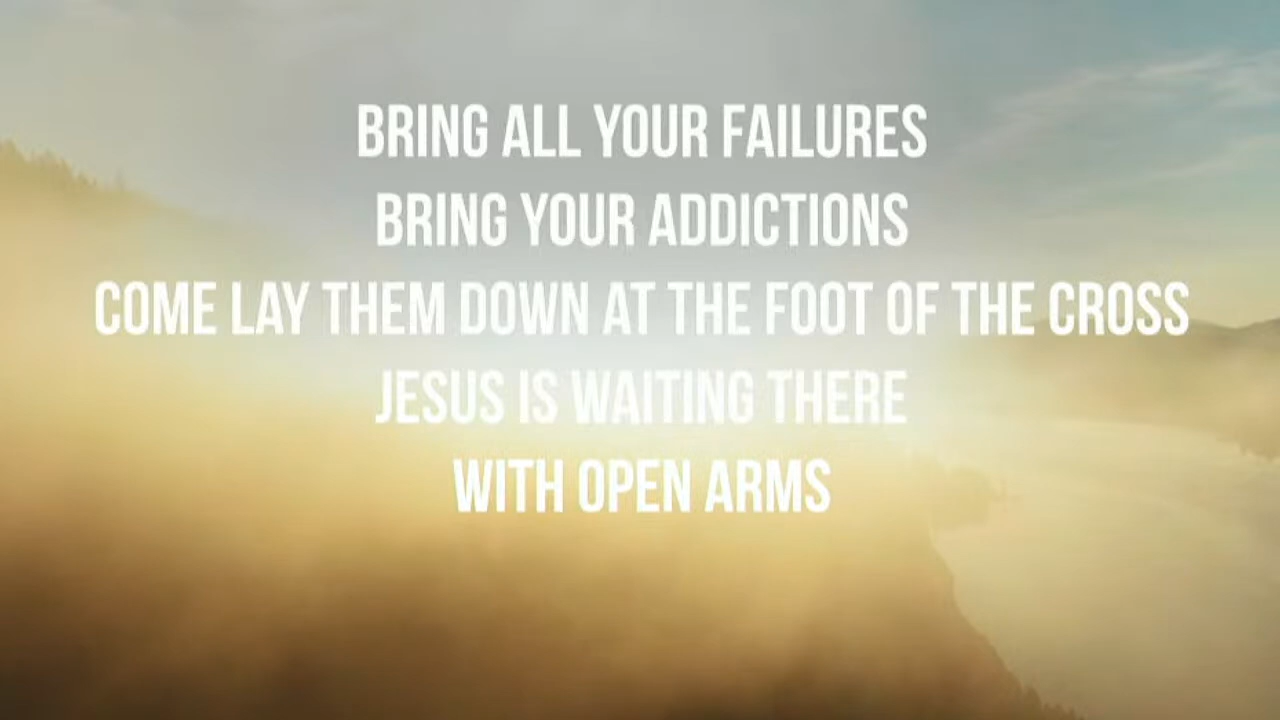 BRING ALL YOUR FAILURES
BRING YOUR ADDICTIONS
COME LAY THEM DOWN AT THE FOOT OF THE CROSS
JESUS IS WAITING THERE
WITH OPEN ARMS